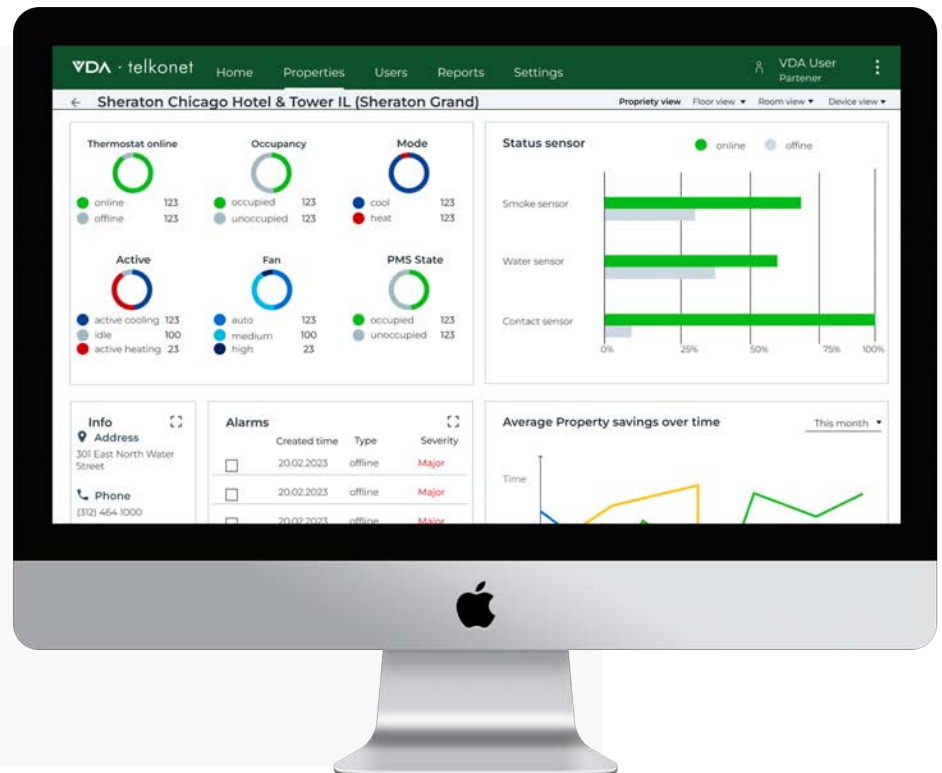 VDA · telkonet
Home Properties Users Reports Settings
VDA User
Partener
← Sheraton Chicago Hotel & Tower IL (Sheraton Grand)
Propriety view Floor view ▾ Room view ▾ Device view ▾
Thermostat online
online 123
offline 123
Occupancy
occupied 123
unoccupied 123
Mode
cool 123
heat 123
Active
active cooling 123
idle 100
active heating 23
Fan
auto 123
medium 100
high 23
PMS State
occupied 123
unoccupied 123
Status sensor
online offine
Smoke sensor
Water sensor
Contact sensor
0% 25% 50% 75% 100%
Info
Address
301 East North Water
Street
Phone
(312) 464 1000
Alarms
Created time Type Severity
20.02.2023 offline Major
20.02.2023 offline Major
20.02.2023 offline Major
Average Property savings over time
This month ▾
Time